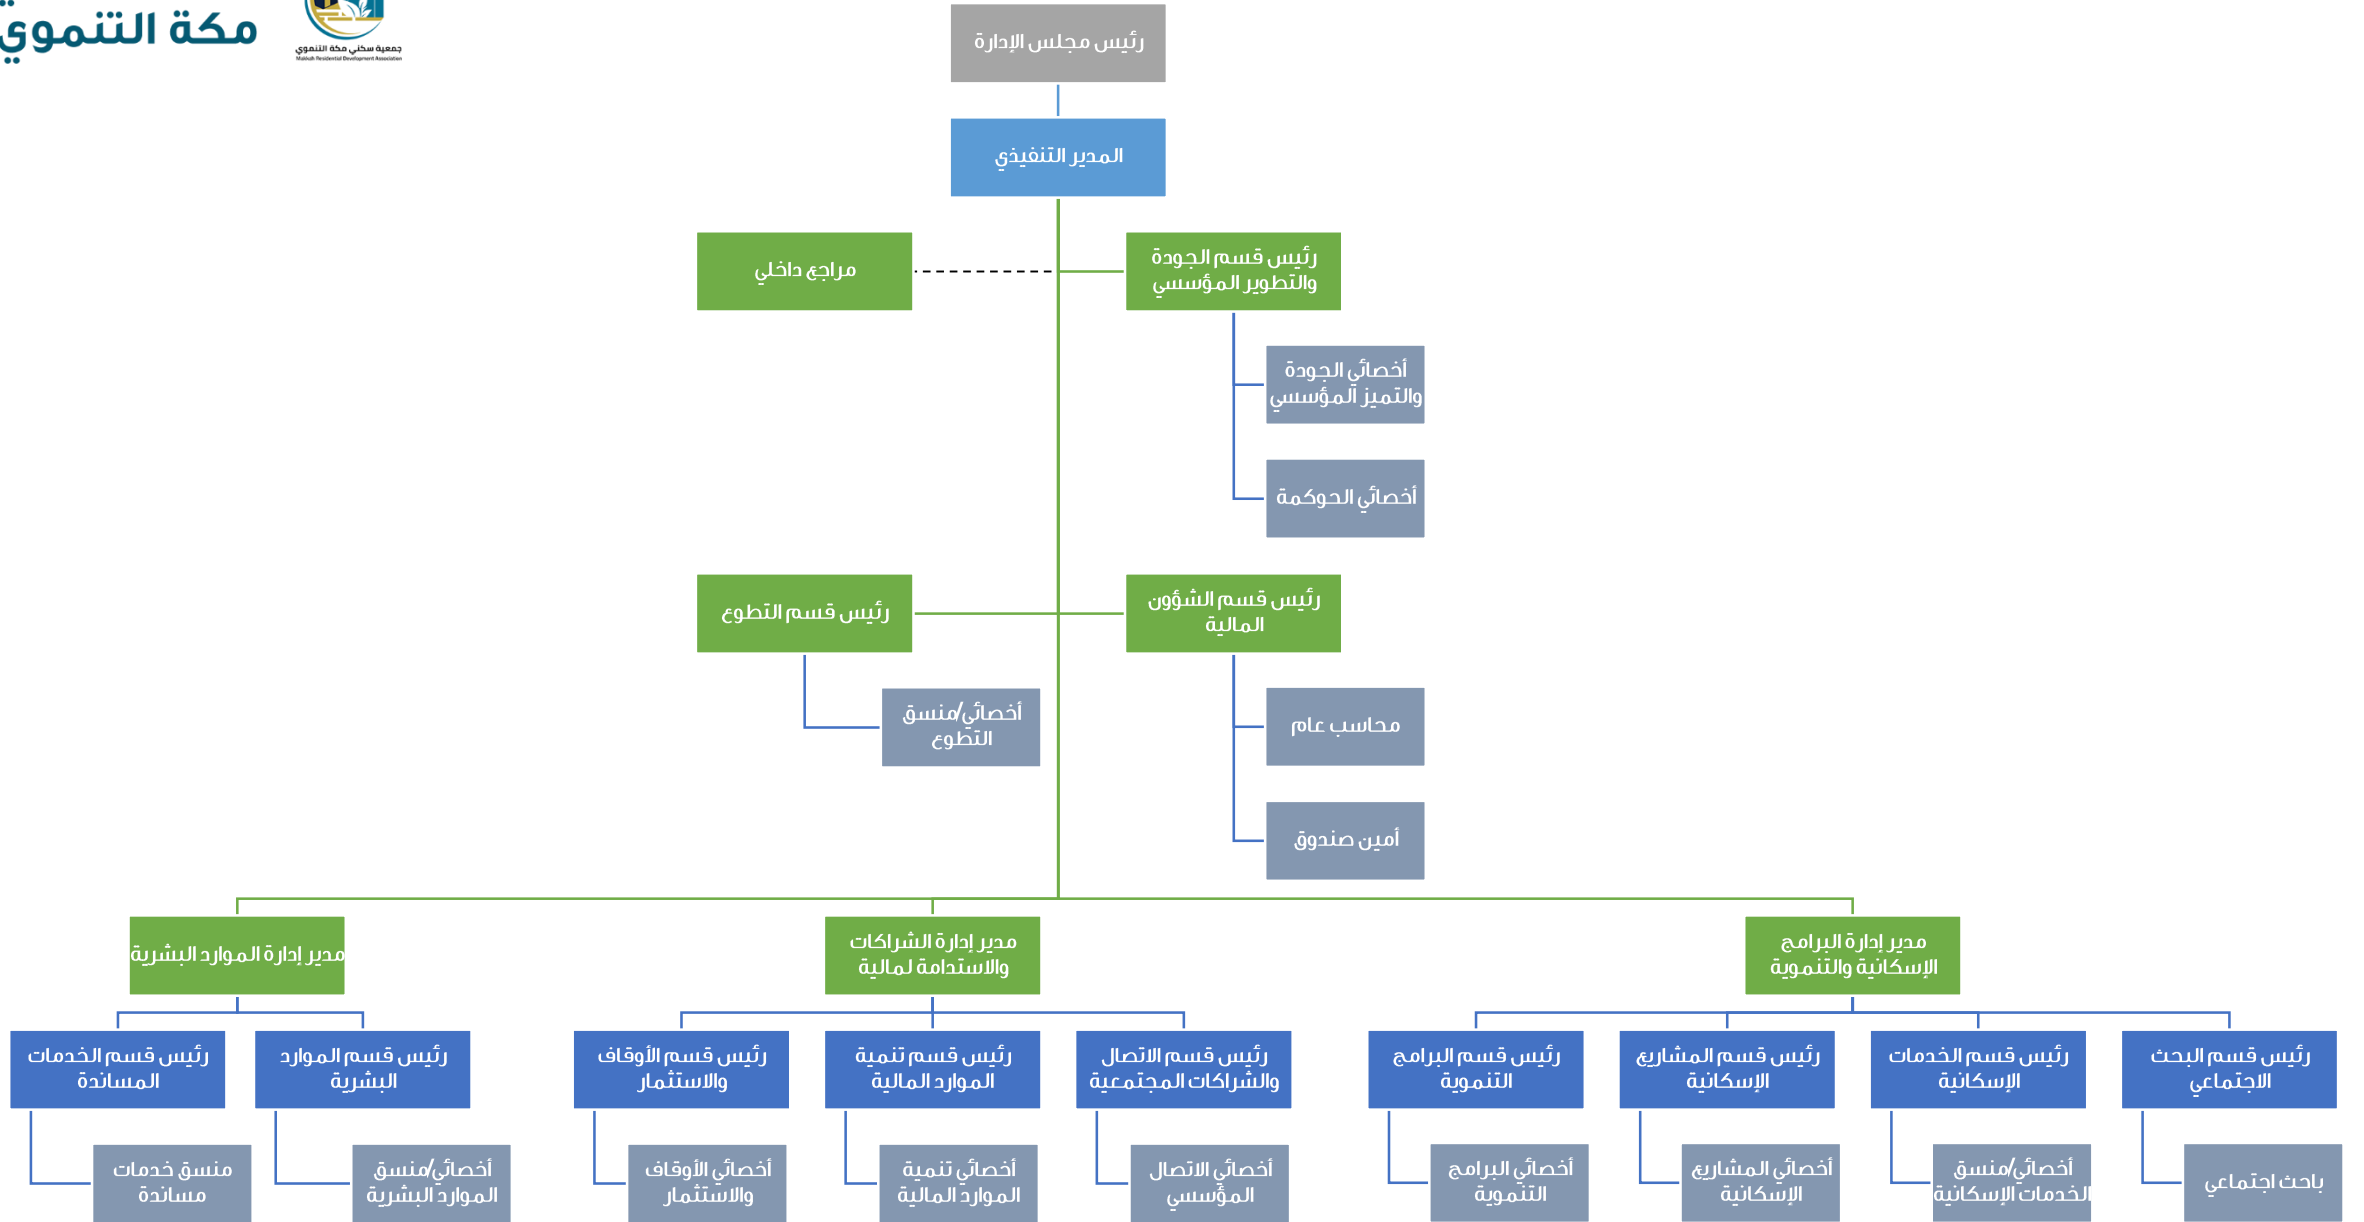 مكة التنموي
جمعية سكني مكة التنموي
Makkah Residential Development Association
رئيس مجلس الإدارة
المدير التنفيذي
رئيس قسم الجودة
والتطوير المؤسسي
مراجع داخلي
أخصائي الجودة
والتميز المؤسسي
أخصائي الحوكمة
رئيس قسم الشؤون
المالية
رئيس قسم التطوع
محاسب عام
أخصائي/منسق
التطوع
أمين صندوق
مدير إدارة البرامج
الإسكانية والتنموية
مدير إدارة الشراكات
والاستدامة لمالية
مدير إدارة الموارد البشرية
رئيس قسم البحث
الاجتماعي
رئيس قسم الخدمات
الإسكانية
رئيس قسم المشاريع
الإسكانية
رئيس قسم البرامج
التنموية
رئيس قسم الاتصال
والشراكات المجتمعية
رئيس قسم تنمية
الموارد المالية
رئيس قسم الأوقاف
والاستثمار
رئيس قسم الموارد
البشرية
رئيس قسم الخدمات
المساندة
باحث اجتماعي
أخصائي/منسق
الخدمات الإسكانية
أخصائي المشاريع
الإسكانية
أخصائي البرامج
التنموية
أخصائي الاتصال
المؤسسي
أخصائي تنمية
الموارد المالية
أخصائي الأوقاف
والاستثمار
أخصائي/منسق
الموارد البشرية
منسق خدمات
مساندة